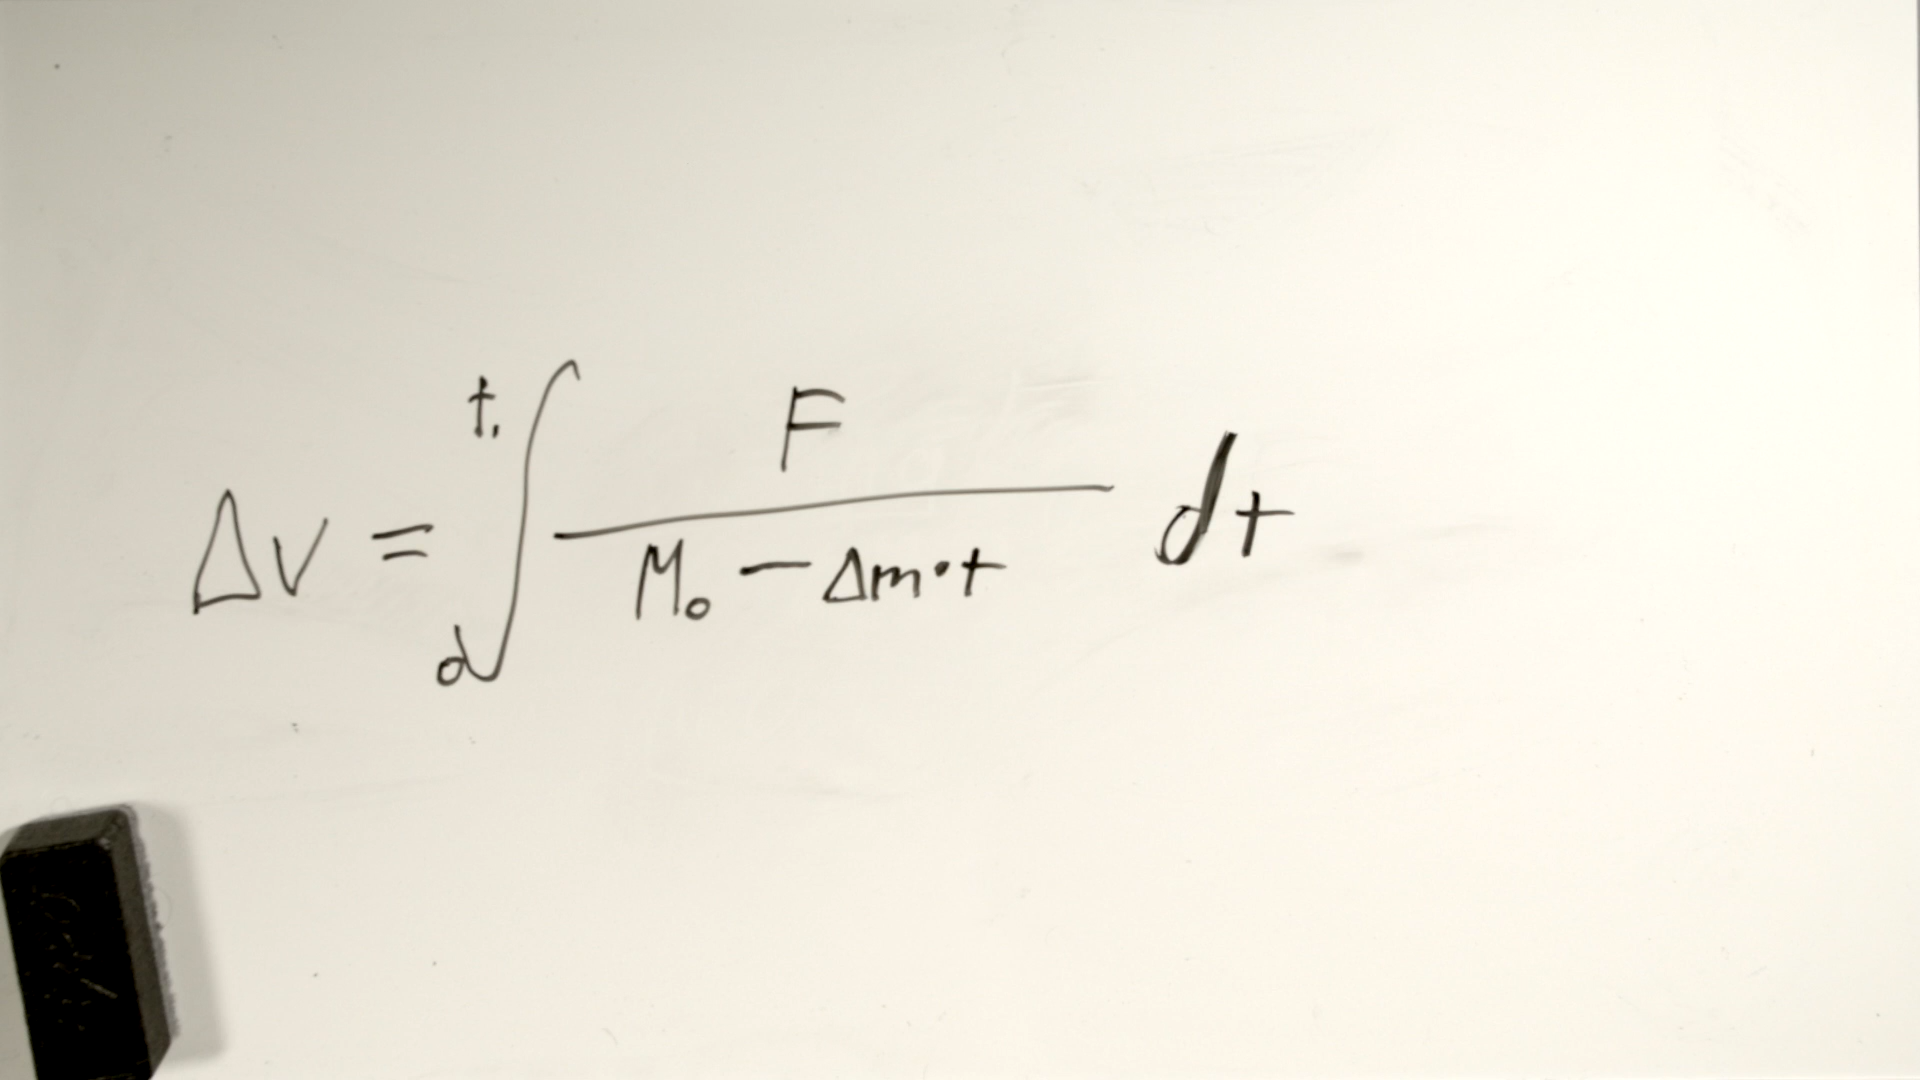 Δv = ∫₀^t₁ F / (M₀ − Δm·t) dt